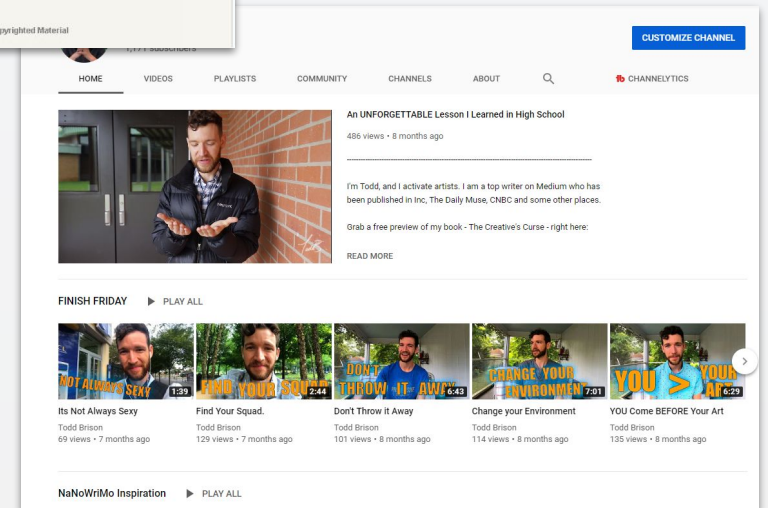 pyrighted Material
1,171 subscribers
CUSTOMIZE CHANNEL
HOME VIDEOS PLAYLISTS COMMUNITY CHANNELS ABOUT CHANNELYTICS
An UNFORGETTABLE Lesson I Learned in High School
486 views • 8 months ago
I'm Todd, and I activate artists. I am a top writer on Medium who has
been published in Inc, The Daily Muse, CNBC and some other places.
Grab a free preview of my book - The Creative's Curse - right here:
READ MORE
FINISH FRIDAY PLAY ALL
NOT ALWAYS SEXY
1:39
FIND YOUR SQUAD
2:44
DON'T
THROW IT AWAY
6:43
CHANGE YOUR
ENVIRONMENT
7:01
YOU > YOUR
ART
6:29
Its Not Always Sexy Find Your Squad. Don't Throw it Away Change your Environment YOU Come BEFORE Your Art
Todd Brison Todd Brison Todd Brison Todd Brison Todd Brison
69 views • 7 months ago 129 views • 7 months ago 101 views • 8 months ago 114 views • 8 months ago 135 views • 8 months ago
NaNoWriMo Inspiration PLAY ALL